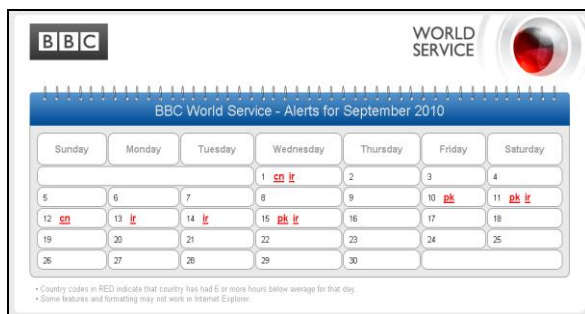 BBC
WORLD
SERVICE
BBC World Service - Alerts for September 2010
Sunday Monday Tuesday Wednesday Thursday Friday Saturday
1 cn ir 2 3 4
5 6 7 8 9 10 pk 11 pk ir
12 cn 13 ir 14 ir 15 pk ir 16 17 18
19 20 21 22 23 24 25
26 27 28 29 30
• Country codes in RED indicate that country has had 6 or more hours below average for that day.
• Some features and formatting may not work in Internet Explorer.